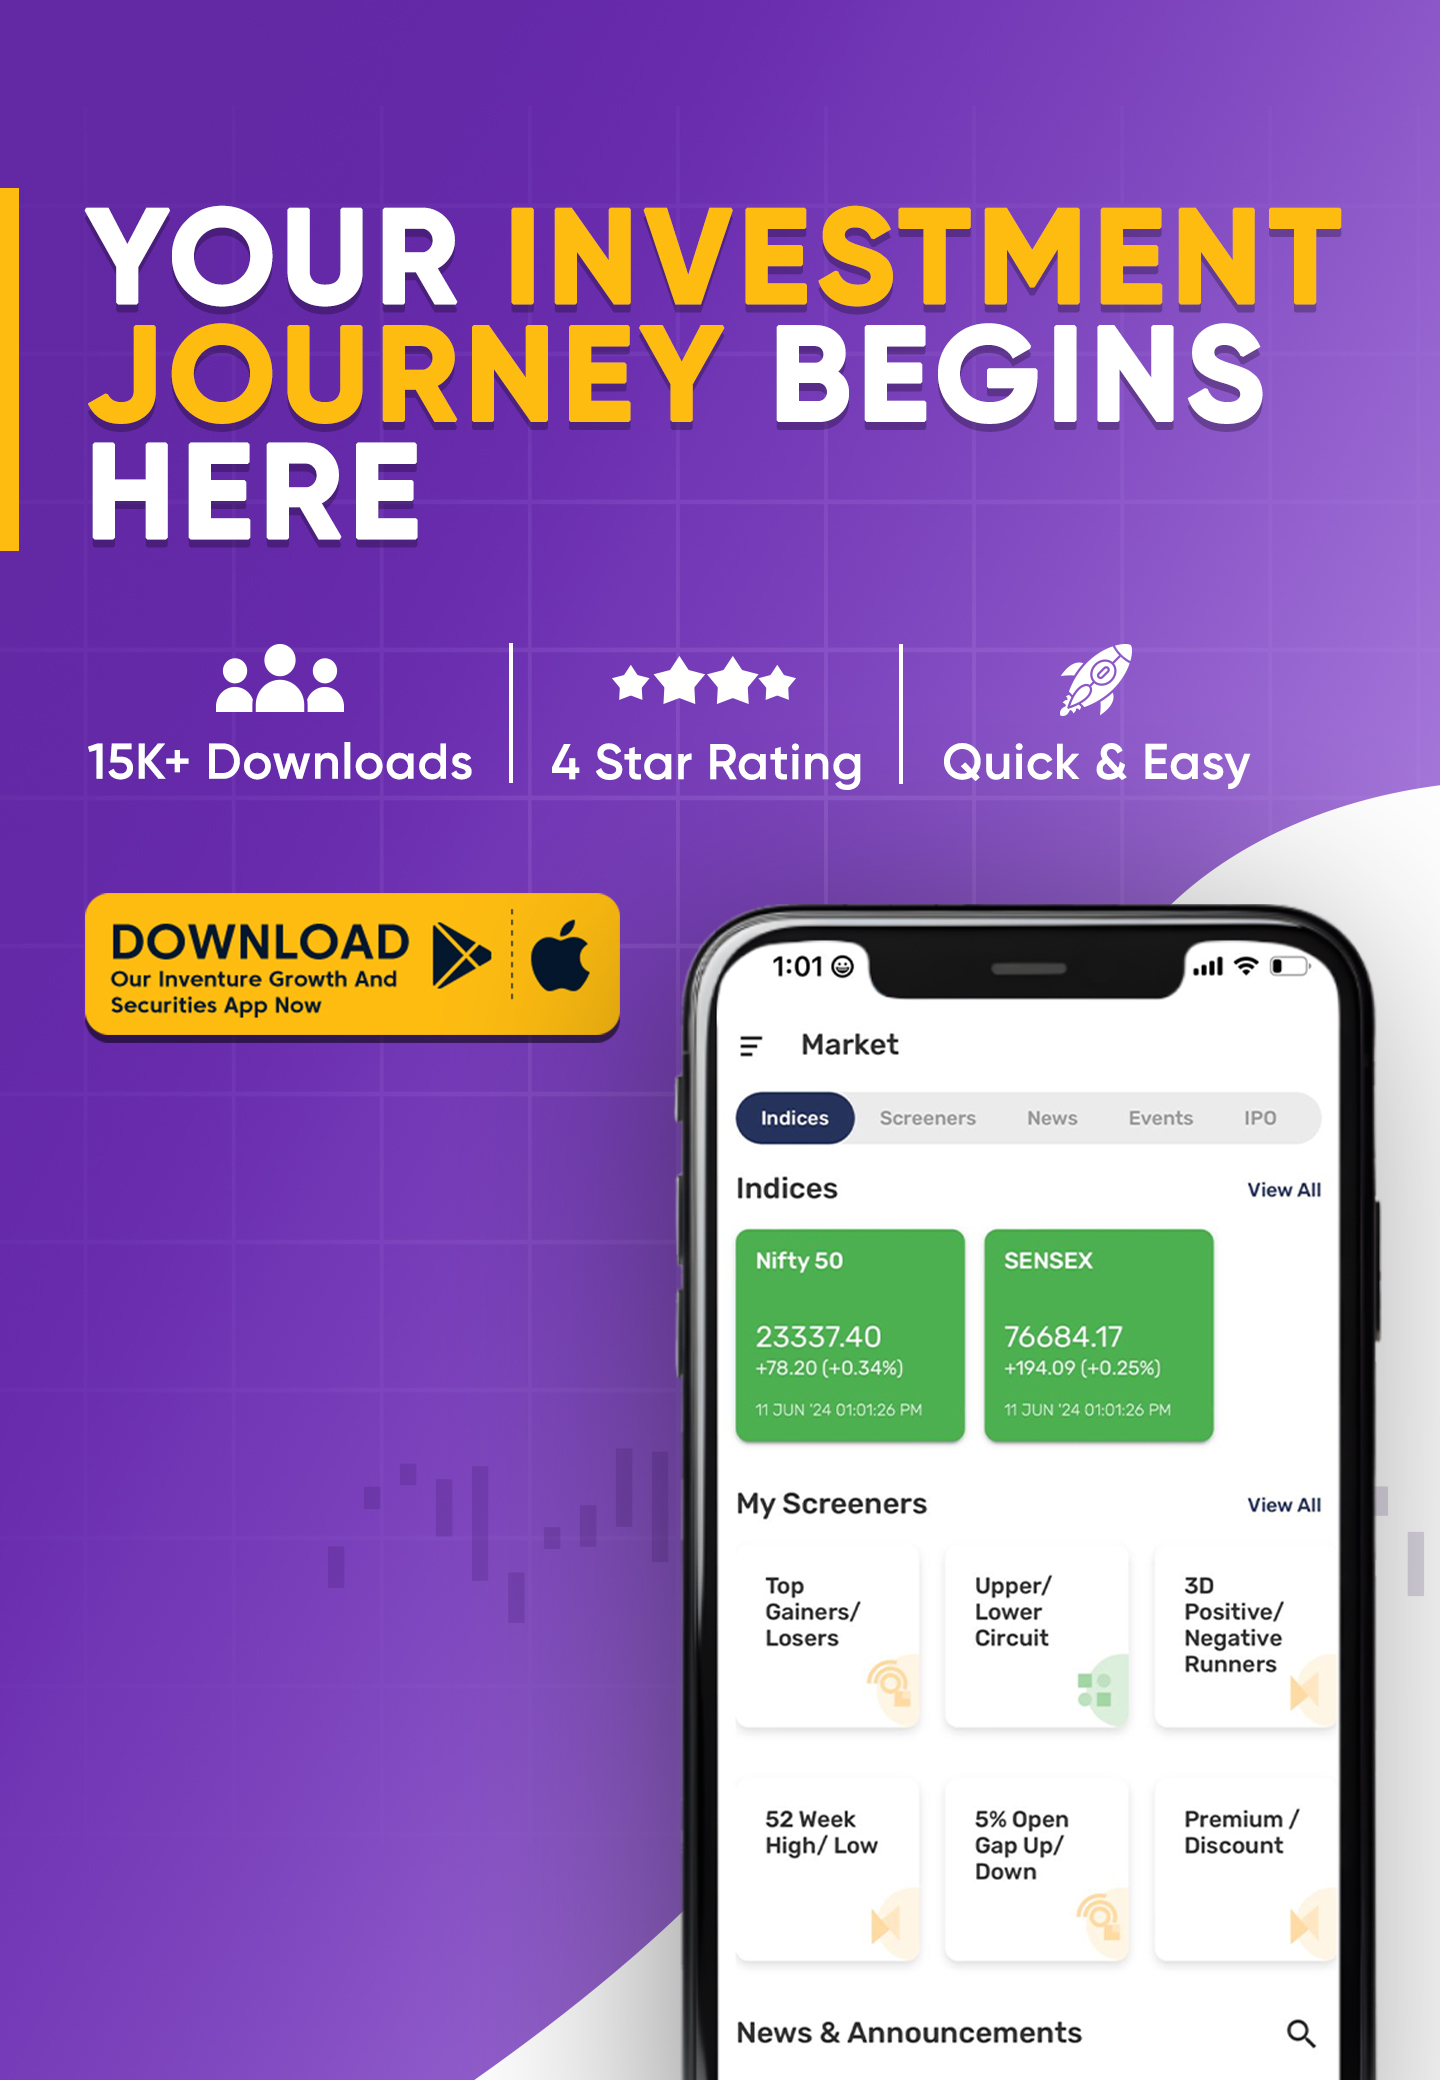 YOUR INVESTMENT
JOURNEY BEGINS
HERE
15K+ Downloads
4 Star Rating
Quick & Easy
DOWNLOAD
Our Inventure Growth And
Securities App Now
1:01
Market
Indices
Screeners
News
Events
IPO
Indices
View All
Nifty 50
23337.40
+78.20 (+0.34%)
11 JUN '24 01:01:26 PM
SENSEX
76684.17
+194.09 (+0.25%)
11 JUN '24 01:01:26 PM
My Screeners
View All
Top
Gainers/
Losers
Upper/
Lower
Circuit
3D
Positive/
Negative
Runners
52 Week
High/ Low
5% Open
Gap Up/
Down
Premium /
Discount
News & Announcements